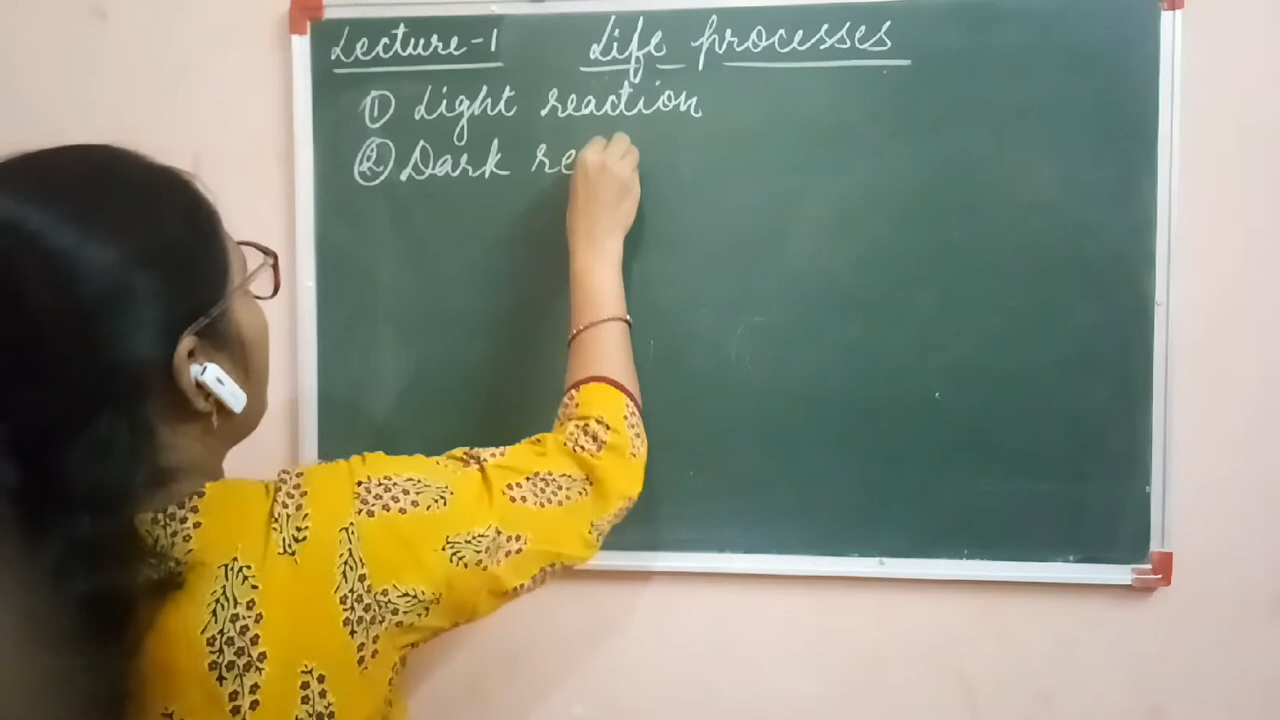 Lecture-1 Life processes
① Light reaction
② Dark re